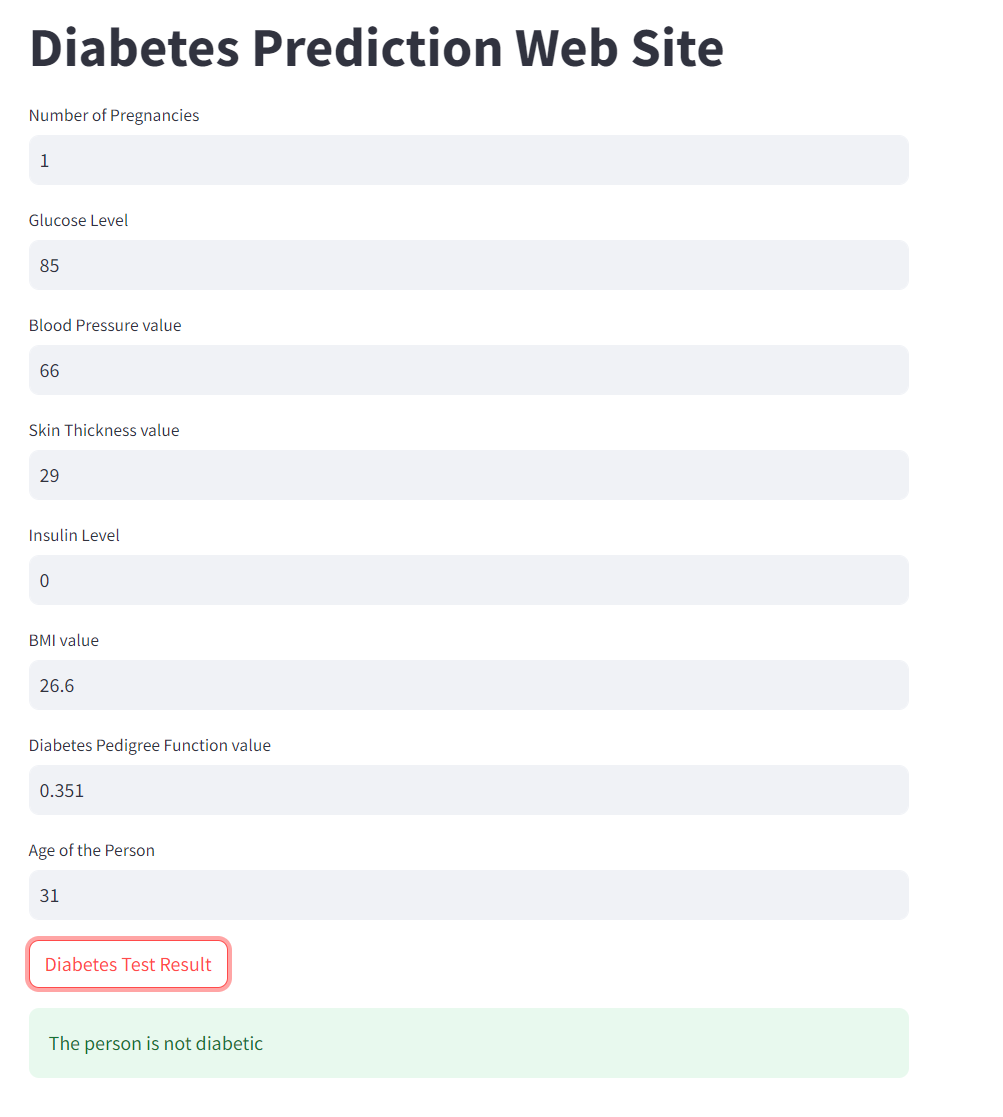 Diabetes Prediction Web Site
Number of Pregnancies
1
Glucose Level
85
Blood Pressure value
66
Skin Thickness value
29
Insulin Level
0
BMI value
26.6
Diabetes Pedigree Function value
0.351
Age of the Person
31
Diabetes Test Result
The person is not diabetic